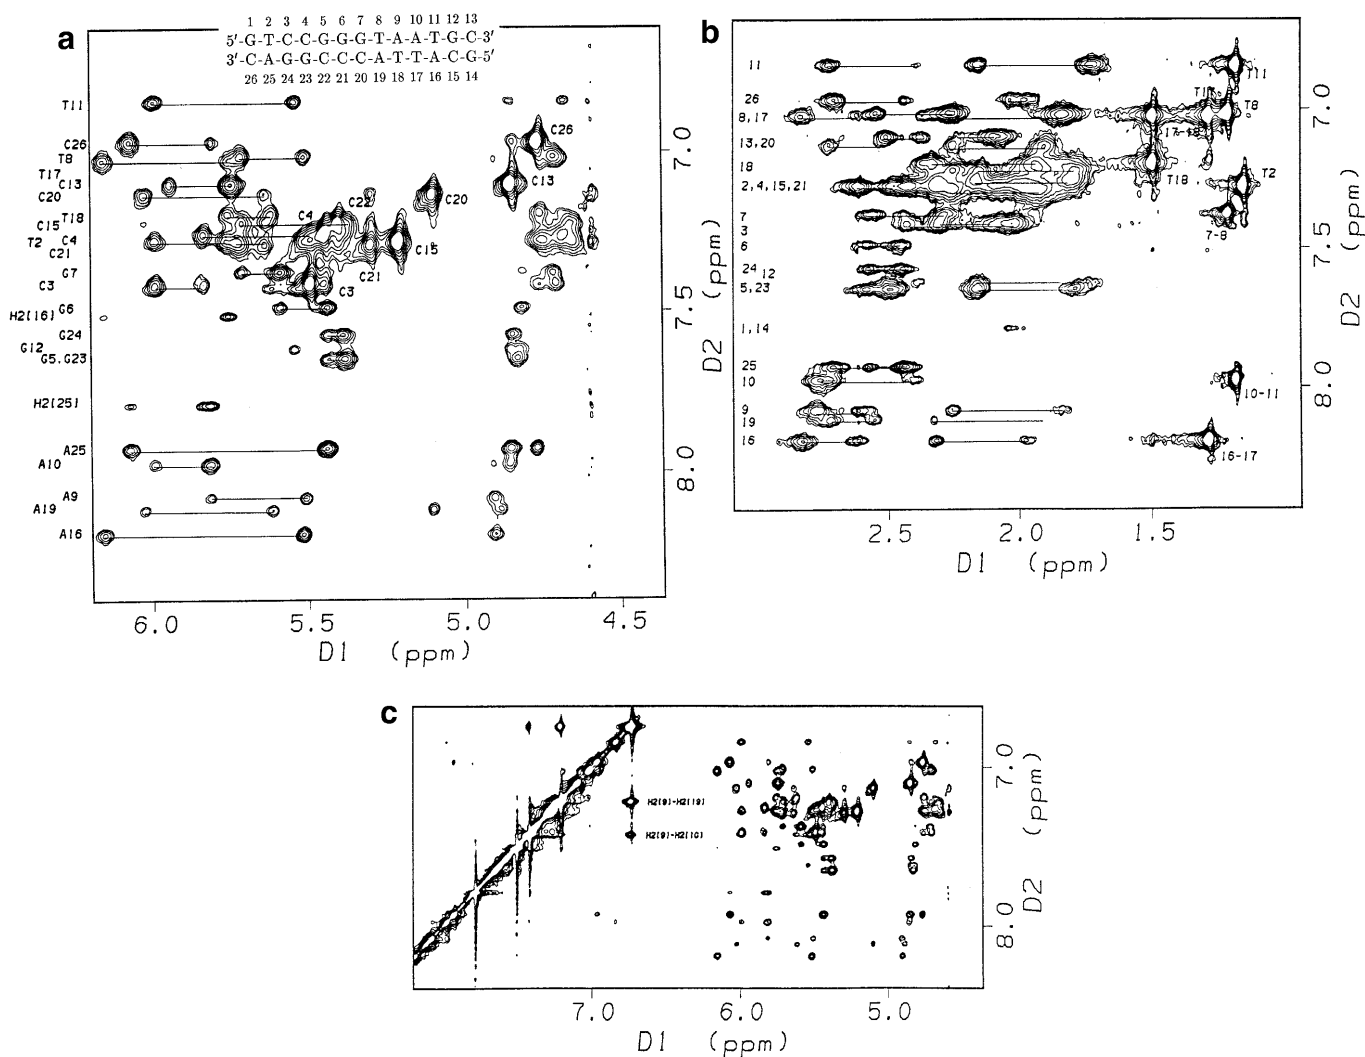 a
1 2 3 4 5 6 7 8 9 10 11 12 13
5'-G-T-C-C-G-G-G-T-A-A-T-G-C-3'
3'-C-A-G-G-C-C-C-A-T-T-A-C-G-5'
26 25 24 23 22 21 20 19 18 17 16 15 14
T11
C26
T8
T17
C13
C20
T18
C15
C4
T2
C21
G7
C3
G6
H2(16)
G24
G12
G5.G23
H2(25)
A25
A10
A9
A19
A16
C26
C13
C20
C22
C4
C15
C21
C3
7.0
7.5
8.0
D2 (ppm)
6.0 5.5 5.0 4.5
D1 (ppm)
b
11
26
8,17
13,20
18
2,4,15,21
7
3
6
24 12
5,23
1,14
25
10
9
19
16
T11
T17
T8
17-18
T18
T2
7-8
10-11
16-17
7.0
7.5
8.0
D2 (ppm)
2.5 2.0 1.5
D1 (ppm)
c
H2(9)-H2(19)
H2(9)-H2(10)
7.0
8.0
D2 (ppm)
7.0 6.0 5.0
D1 (ppm)